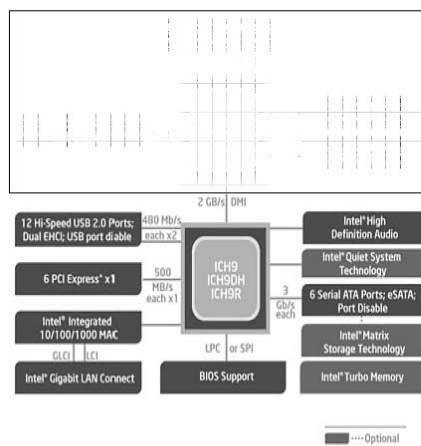 2 GB/s DMI
12 Hi-Speed USB 2.0 Ports;
Dual EHCI; USB port diable
480 Mb/s
each x2
Intel® High
Definition Audio
ICH9
ICH9DH
ICH9R
Intel® Quiet System
Technology
6 PCI Express® x1
500
MB/s
each x1
3
Gb/s
each
6 Serial ATA Ports; eSATA;
Port Disable
Intel® Integrated
10/100/1000 MAC
Intel® Matrix
Storage Technology
GLCI
LCI
LPC or SPI
Intel® Gigabit LAN Connect
BIOS Support
Intel® Turbo Memory
Optional